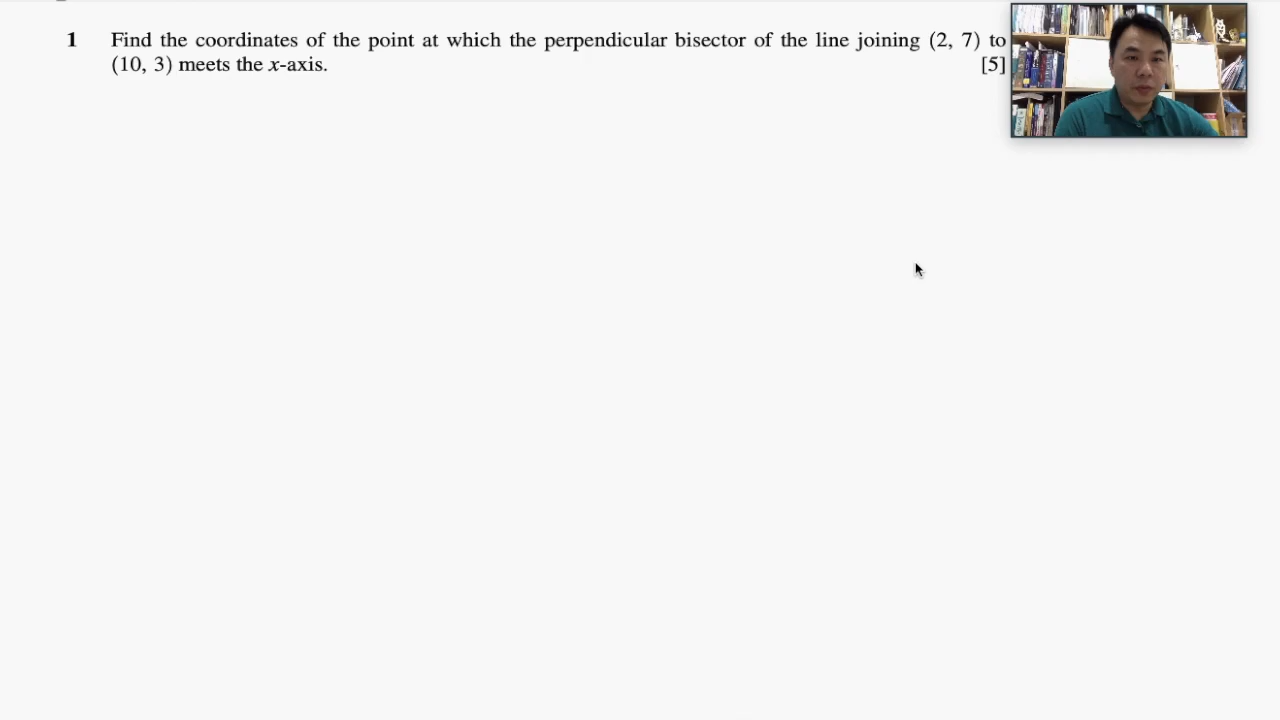 1 Find the coordinates of the point at which the perpendicular bisector of the line joining (2, 7) to
(10, 3) meets the x-axis. [5]